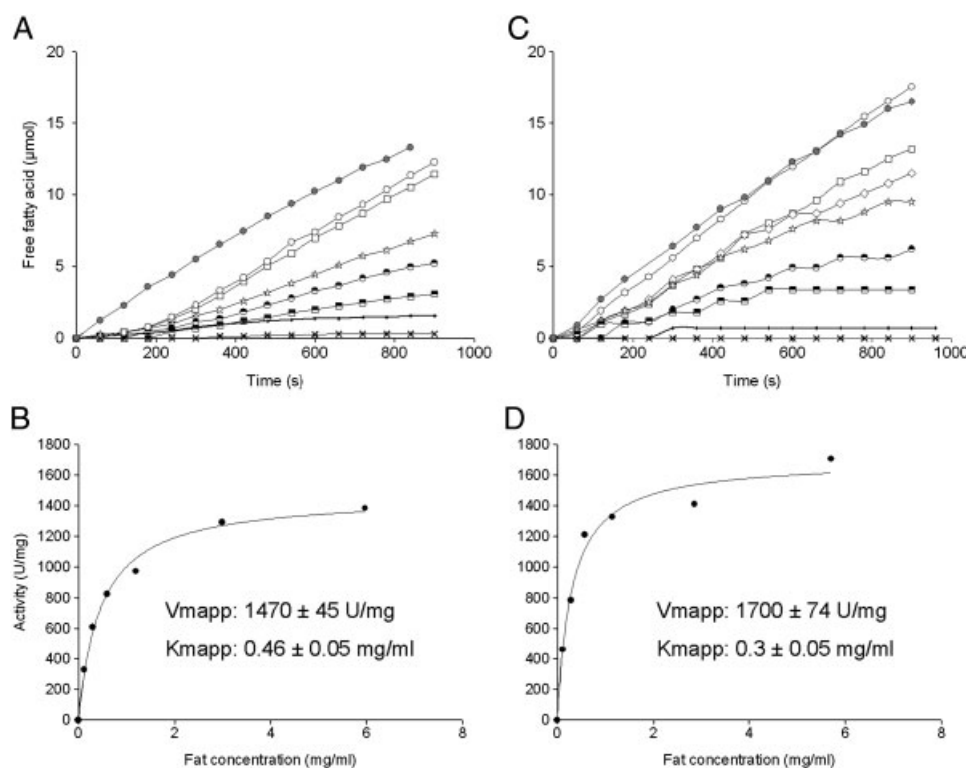 A
20
15
10
5
0
Free fatty acid (µmol)
0 200 400 600 800 1000
Time (s)
C
20
15
10
5
0
0 200 400 600 800 1000
Time (s)
B
1800
1600
1400
1200
1000
800
600
400
200
0
Activity (U/mg)
Vmapp: 1470 ± 45 U/mg
Kmapp: 0.46 ± 0.05 mg/ml
0 2 4 6 8
Fat concentration (mg/ml)
D
1800
1600
1400
1200
1000
800
600
400
200
0
Vmapp: 1700 ± 74 U/mg
Kmapp: 0.3 ± 0.05 mg/ml
0 2 4 6 8
Fat concentration (mg/ml)